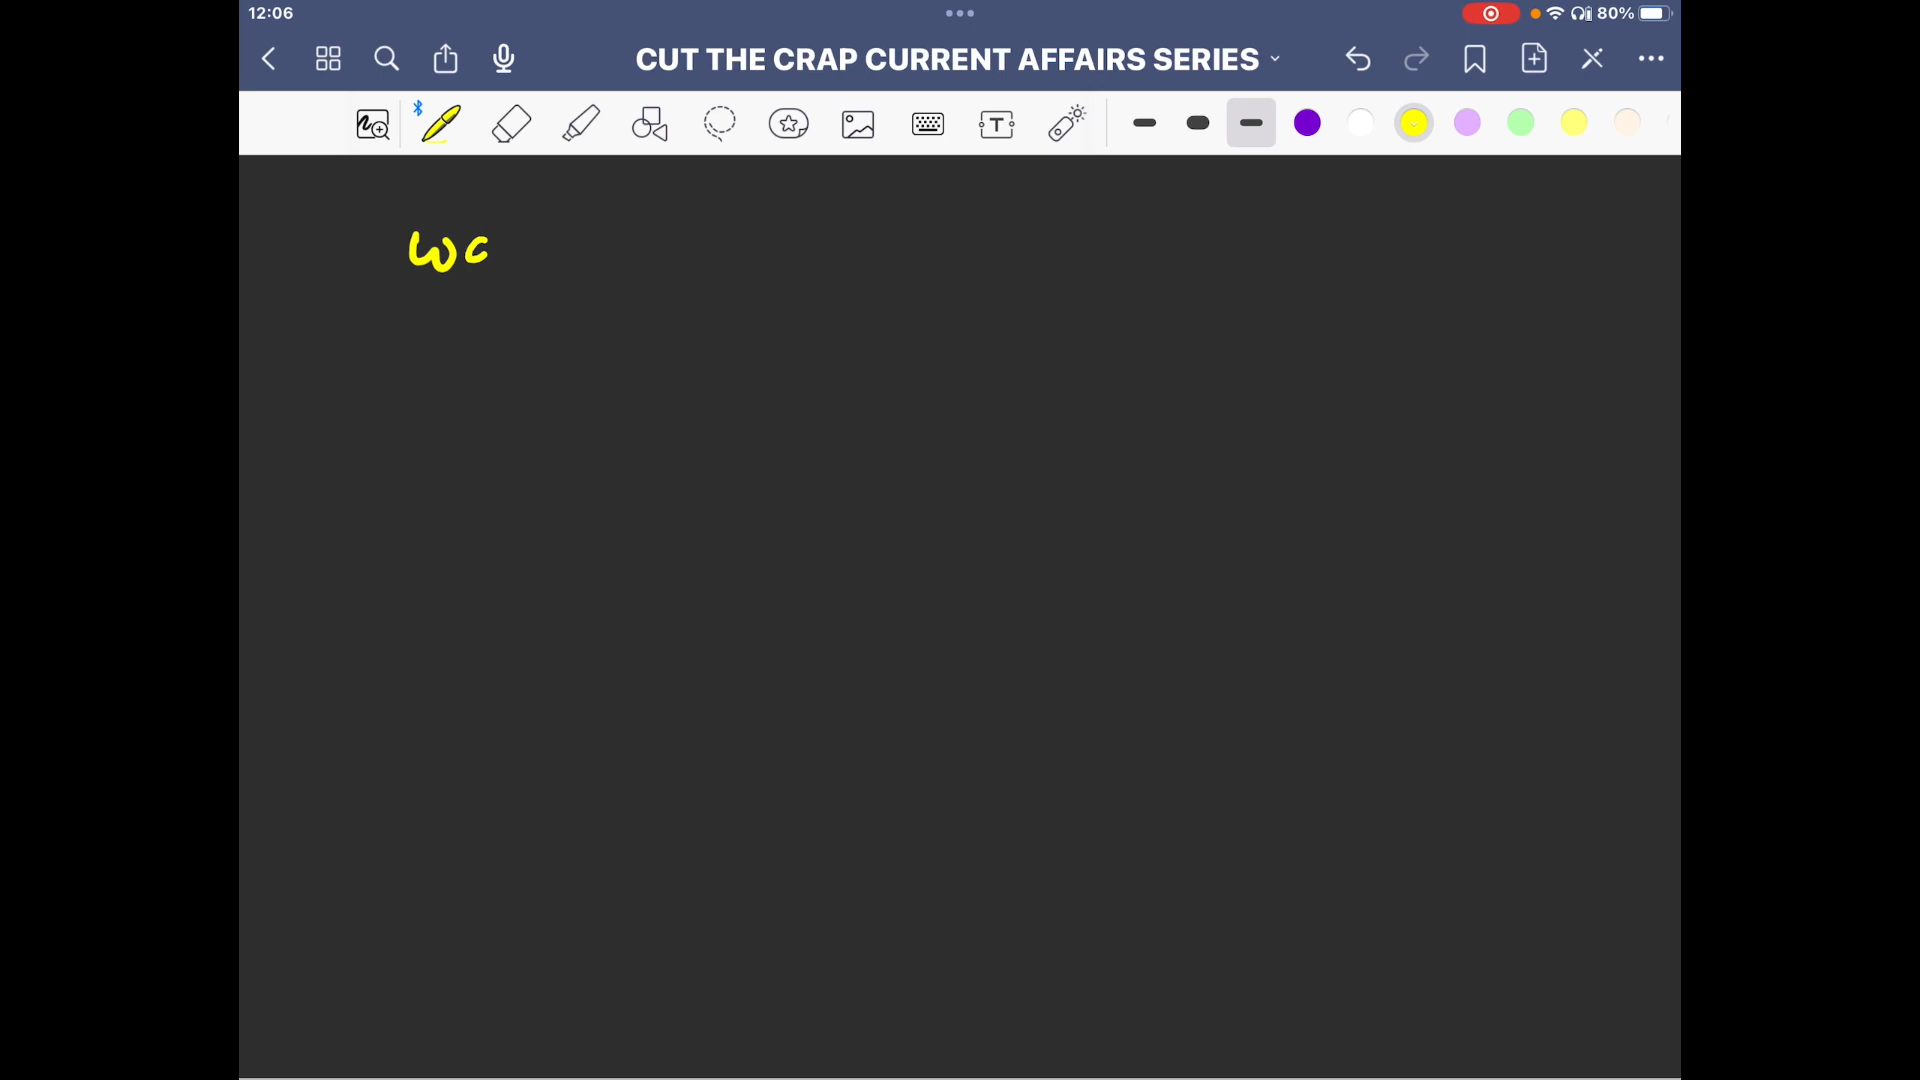 12:06
80%
CUT THE CRAP CURRENT AFFAIRS SERIES
T
wc